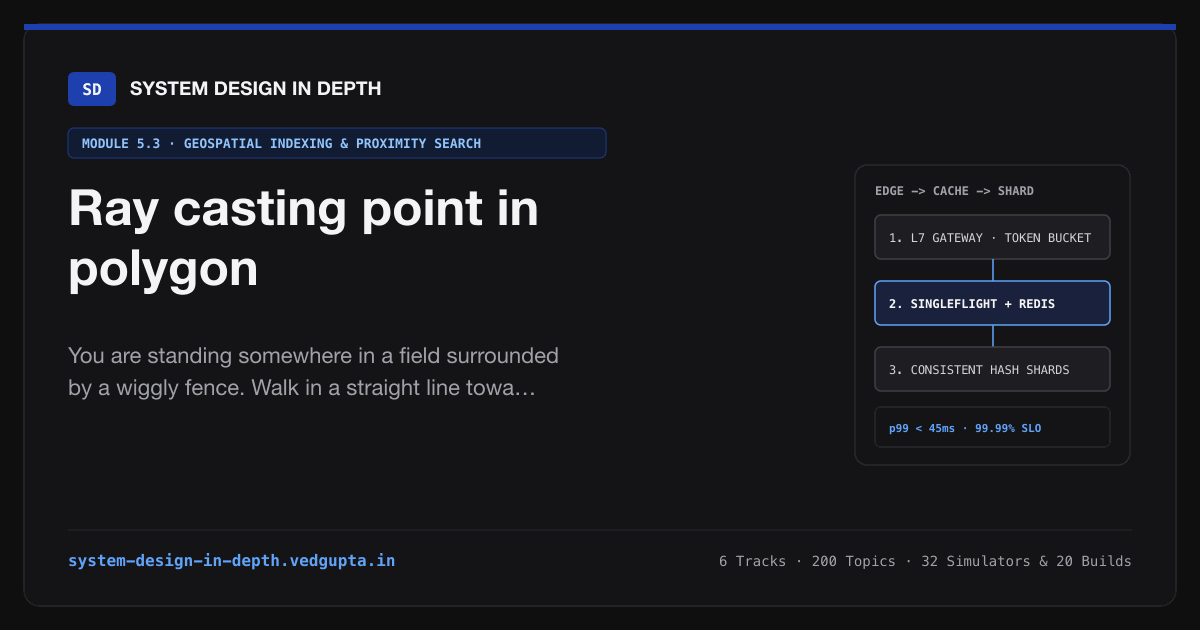 SD
SYSTEM DESIGN IN DEPTH
MODULE 5.3 · GEOSPATIAL INDEXING & PROXIMITY SEARCH
Ray casting point in
polygon
You are standing somewhere in a field surrounded
by a wiggly fence. Walk in a straight line towa…
EDGE -> CACHE -> SHARD
1. L7 GATEWAY · TOKEN BUCKET
2. SINGLEFLIGHT + REDIS
3. CONSISTENT HASH SHARDS
p99 < 45ms · 99.99% SLO
system-design-in-depth.vedgupta.in
6 Tracks · 200 Topics · 32 Simulators & 20 Builds